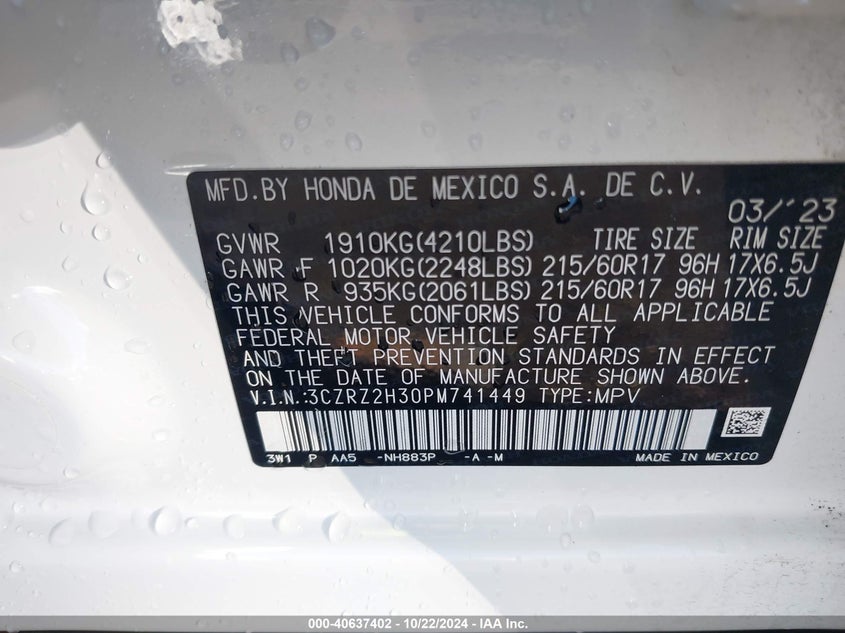 MFD.BY HONDA DE MEXICO S.A. DE C.V.
03/'23
GVWR 1910KG(4210LBS) TIRE SIZE RIM SIZE
GAWR F 1020KG(2248LBS) 215/60R17 96H 17X6.5J
GAWR R 935KG(2061LBS) 215/60R17 96H 17X6.5J
THIS VEHICLE CONFORMS TO ALL APPLICABLE
FEDERAL MOTOR VEHICLE SAFETY
AND THEFT PREVENTION STANDARDS IN EFFECT
ON THE DATE OF MANUFACTURE SHOWN ABOVE.
V.I.N.:3CZRZ2H30PM741449 TYPE:MPV
3W1 P AA5 -NH883P -A-M MADE IN MEXICO
000-40637402 - 10/22/2024 - IAA Inc.